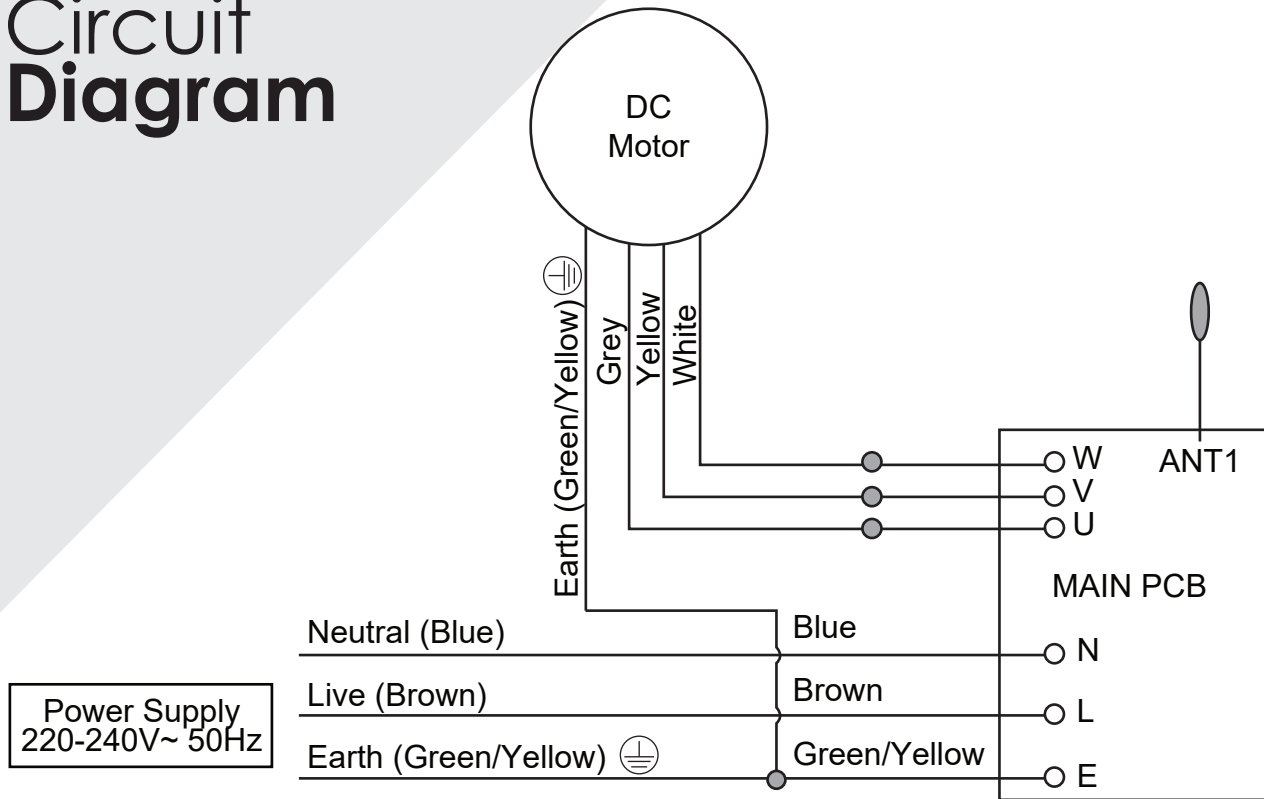 Circuit
Diagram
DC
Motor
Earth (Green/Yellow)
Grey
Yellow
White
W
ANT1
V
U
MAIN PCB
Neutral (Blue)
Blue
N
Live (Brown)
Brown
L
Power Supply
220-240V~ 50Hz
Earth (Green/Yellow)
Green/Yellow
E